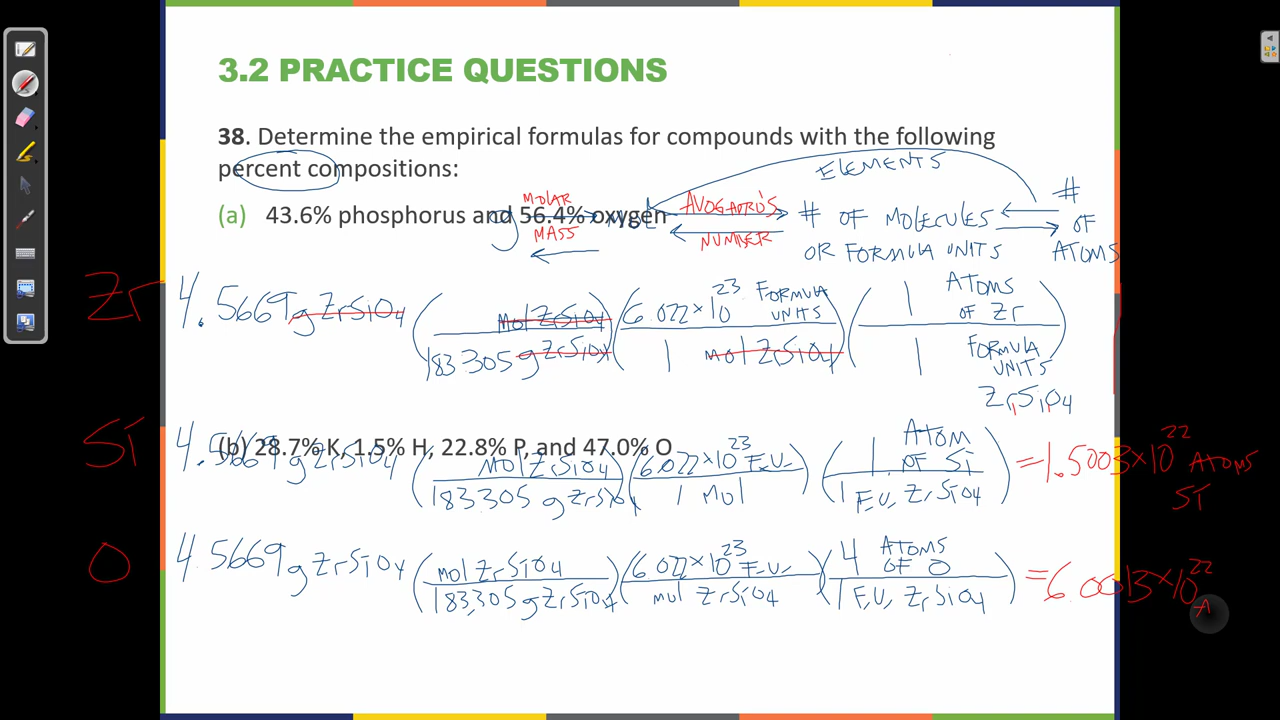 3.2 PRACTICE QUESTIONS
38. Determine the empirical formulas for compounds with the following
percent compositions:
ELEMENTS
(a) 43.6% phosphorus and 56.4% oxygen
MOLAR
MASS
g
AVOGADRO'S
NUMBER
# OF MOLECULES
OR FORMULA UNITS
#
OF
ATOMS
Zr 4.5669 g ZrSiO4 (mol ZrSiO4 / 183.305 g ZrSiO4) (6.022 × 10^23 FORMULA UNITS / 1 mol ZrSiO4) (1 ATOMS OF Zr / 1 FORMULA UNITS ZrSiO4)
(b) 28.7% K, 1.5% H, 22.8% P, and 47.0% O
Si 4.5669 g ZrSiO4 (mol ZrSiO4 / 183.305 g ZrSiO4) (6.022 × 10^23 F.U. / 1 mol) (1 ATOM OF Si / 1 F.U. ZrSiO4) = 1.5003 × 10^22 ATOMS Si
O 4.5669 g ZrSiO4 (mol ZrSiO4 / 183.305 g ZrSiO4) (6.022 × 10^23 F.U. / mol ZrSiO4) (4 ATOMS OF O / 1 F.U. ZrSiO4) = 6.0013 × 10^22
A